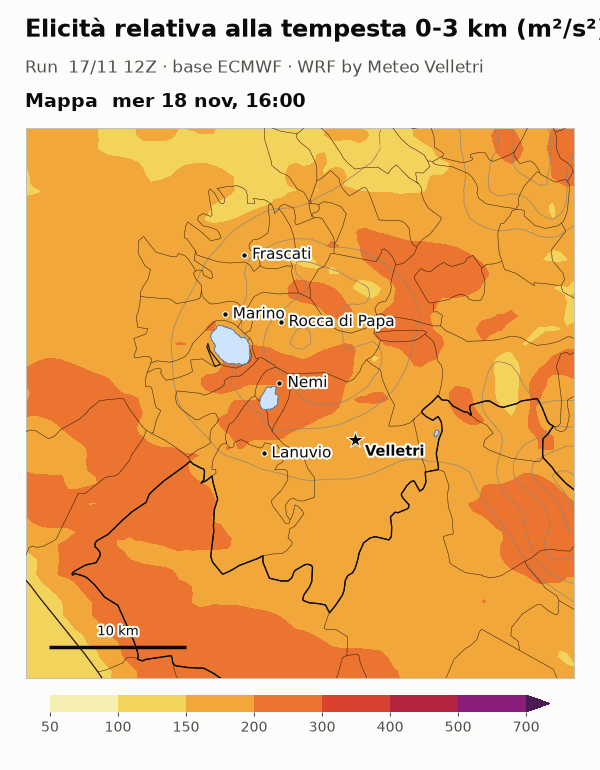 Elicità relativa alla tempesta 0-3 km (m²/s²)
Run 17/11 12Z · base ECMWF · WRF by Meteo Velletri
Mappa mer 18 nov, 16:00
Frascati
Marino
Rocca di Papa
Nemi
Velletri
Lanuvio
10 km
50 100 150 200 300 400 500 700